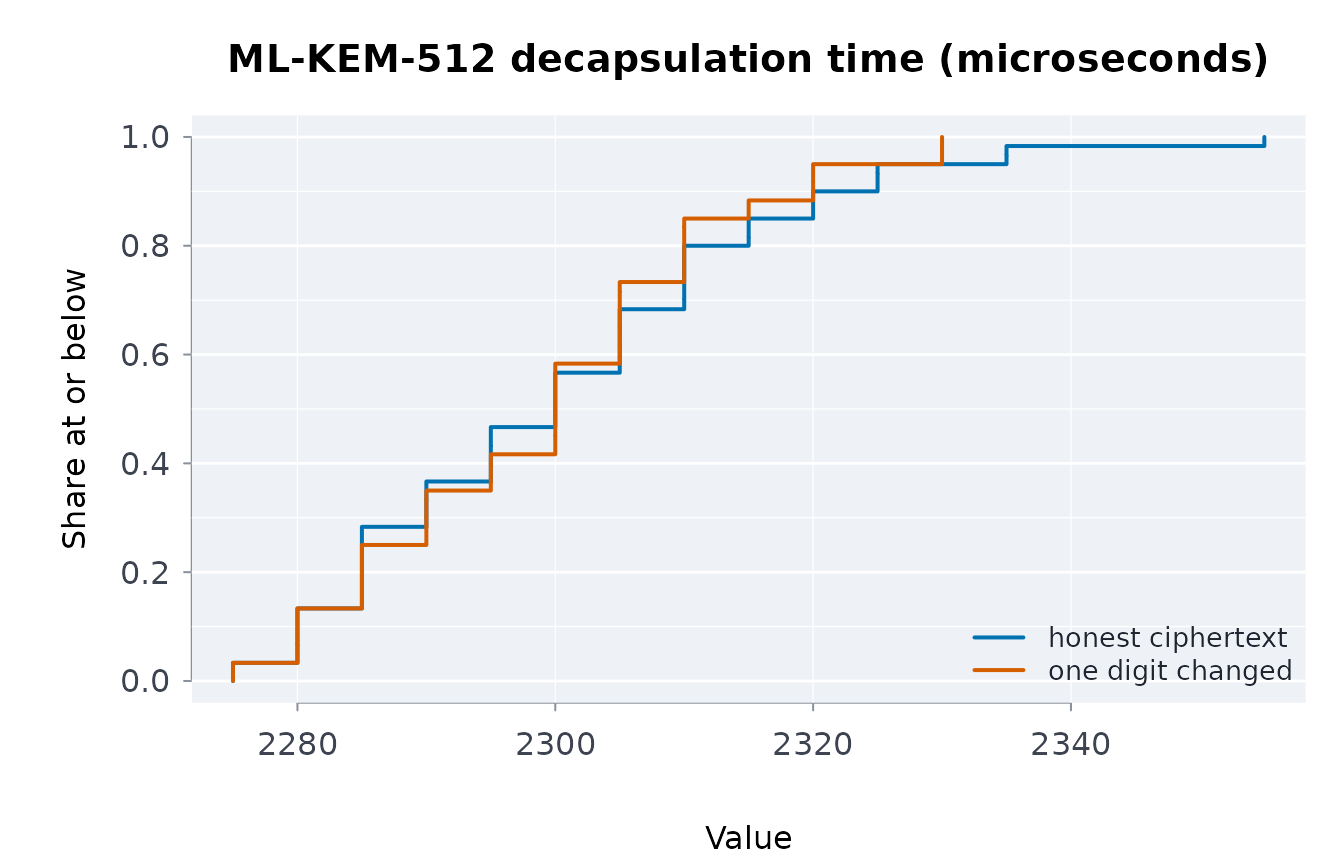 ML-KEM-512 decapsulation time (microseconds)
1.0
0.8
0.6
0.4
0.2
0.0
Share at or below
honest ciphertext
one digit changed
2280 2300 2320 2340
Value